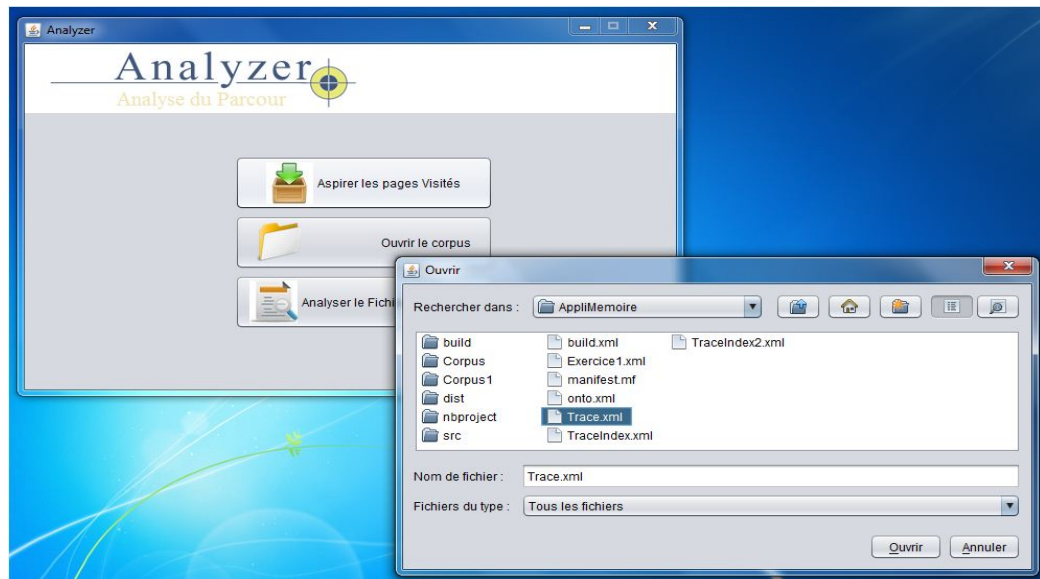 Analyzer
Analyzer
Analyse du Parcour
Aspirer les pages Visités
Ouvrir le corpus
Analyser le Fichi
Ouvrir
Rechercher dans :
AppliMemoire
build
build.xml
TraceIndex2.xml
Corpus
Exercice1.xml
Corpus1
manifest.mf
dist
onto.xml
nbproject
Trace.xml
src
TraceIndex.xml
Nom de fichier :
Trace.xml
Fichiers du type :
Tous les fichiers
Ouvrir
Annuler